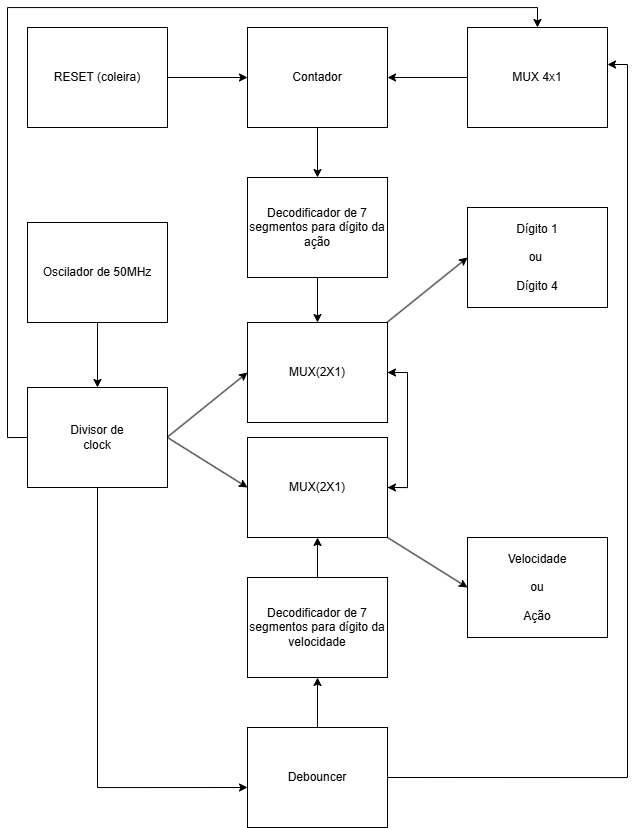 RESET (coleira)
Contador
MUX 4x1
Decodificador de 7
segmentos para dígito da
ação
Dígito 1
ou
Dígito 4
Oscilador de 50MHz
MUX(2X1)
Divisor de
clock
MUX(2X1)
Velocidade
ou
Ação
Decodificador de 7
segmentos para dígito da
velocidade
Debouncer